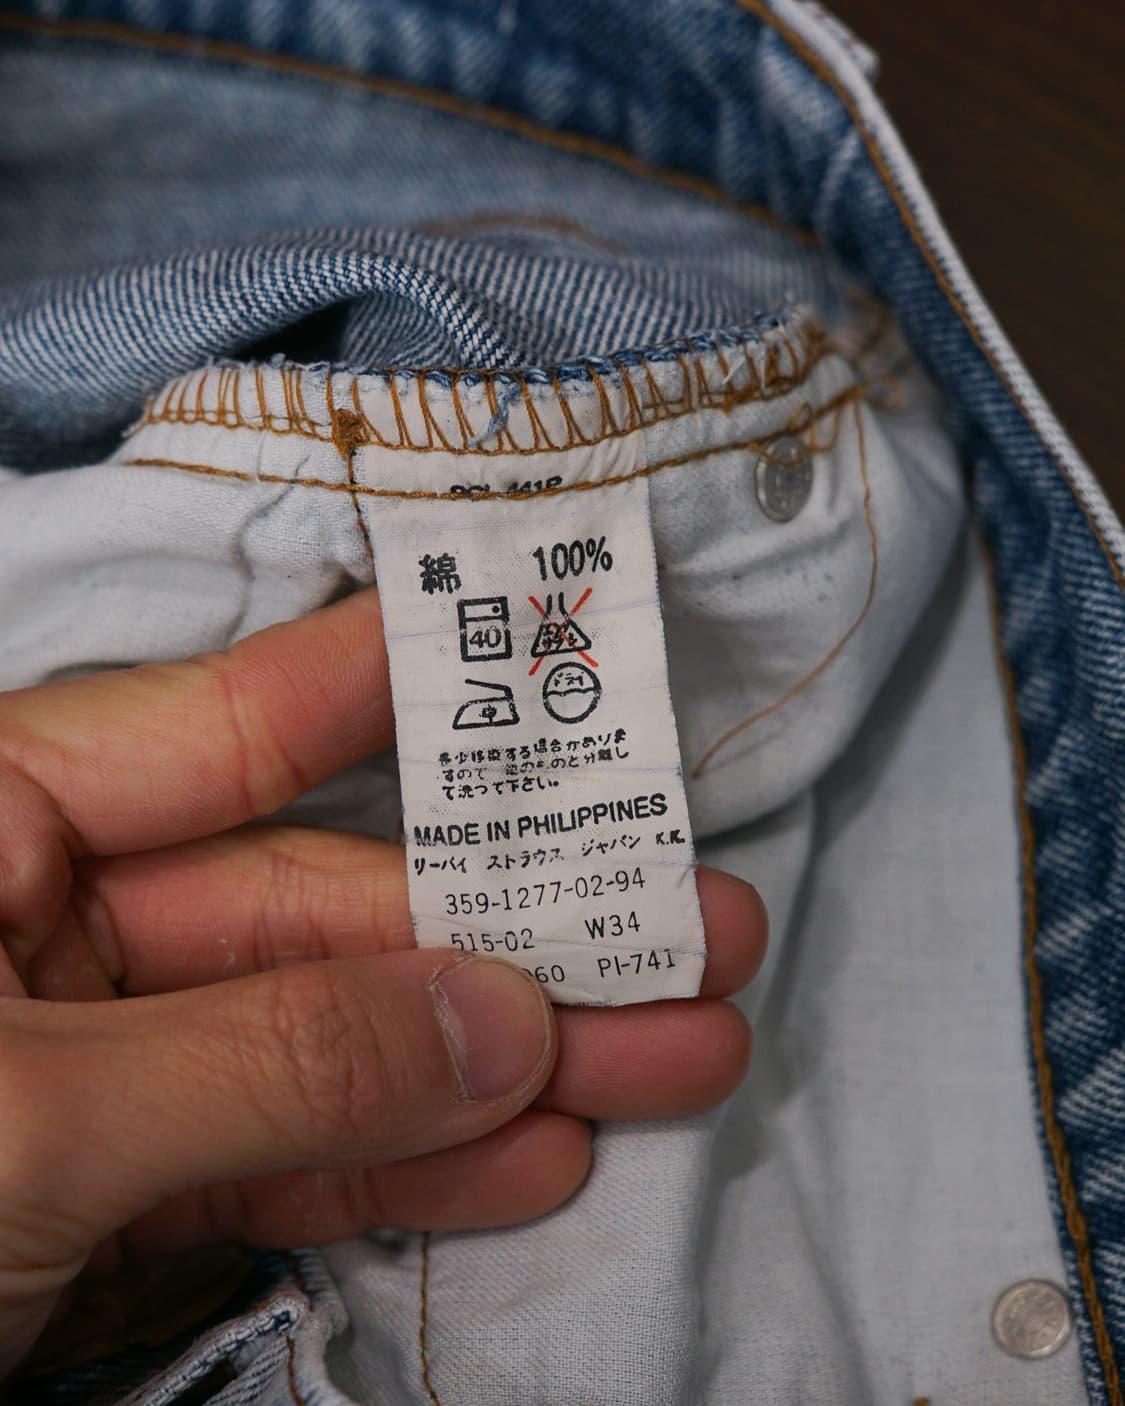 綿 100%
40
ドライ
多少移染する場合がありま
すので 他のものと分離し
て洗って下さい。
MADE IN PHILIPPINES
リーバイ ストラウス ジャパン K.K.
359-1277-02-94
515-02 W34
060 PI-741